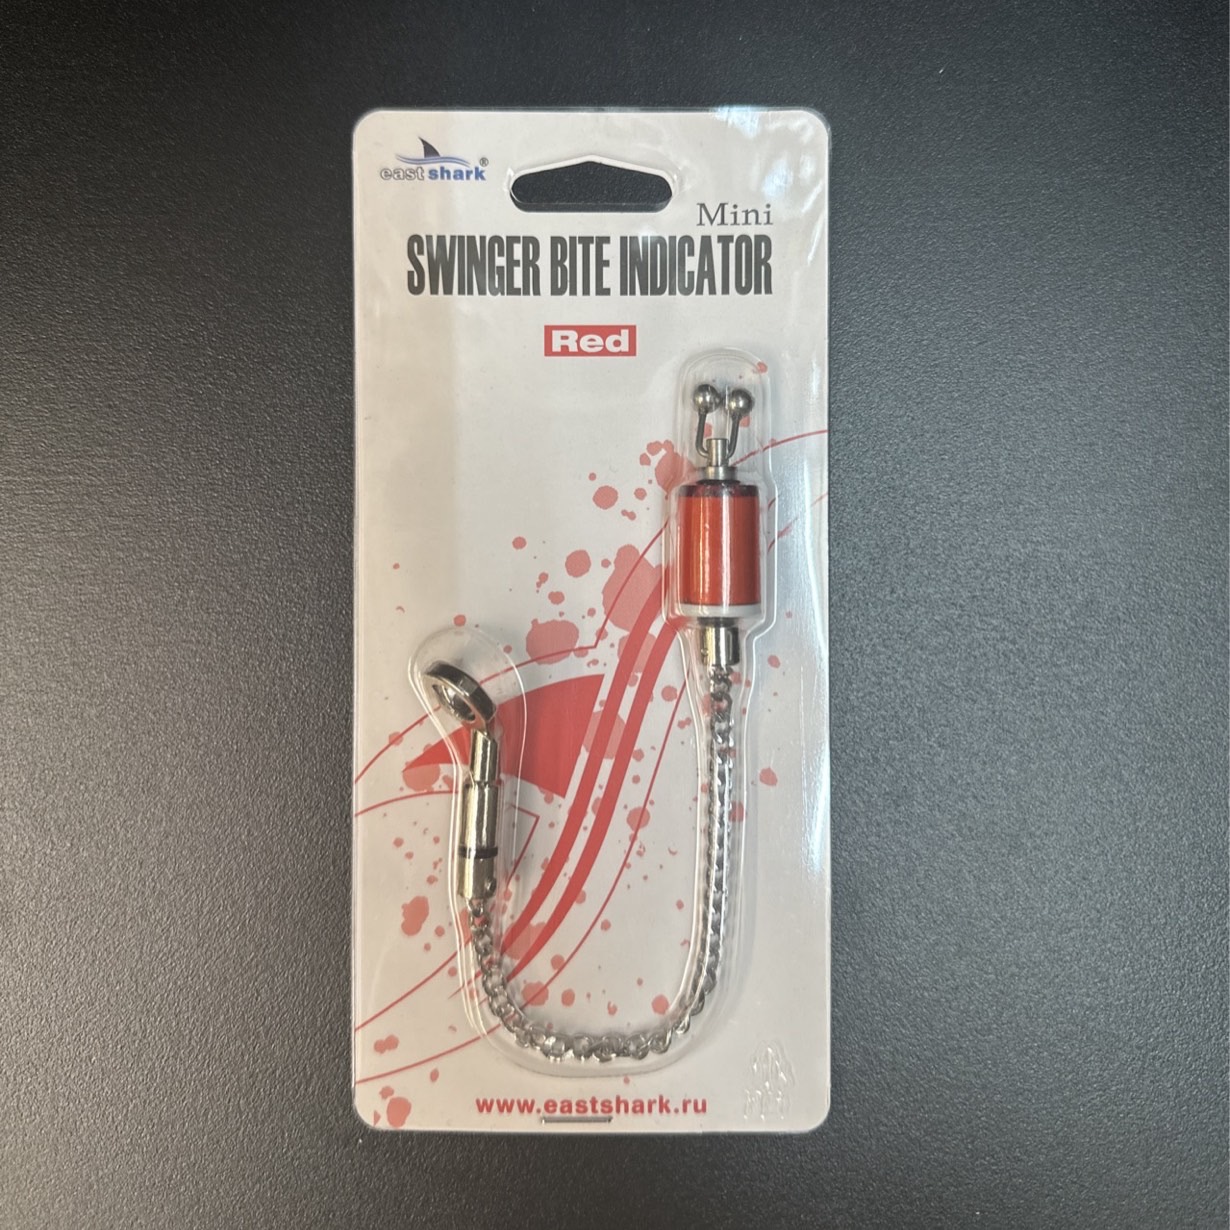 east shark®
Mini
SWINGER BITE INDICATOR
Red
www.eastshark.ru